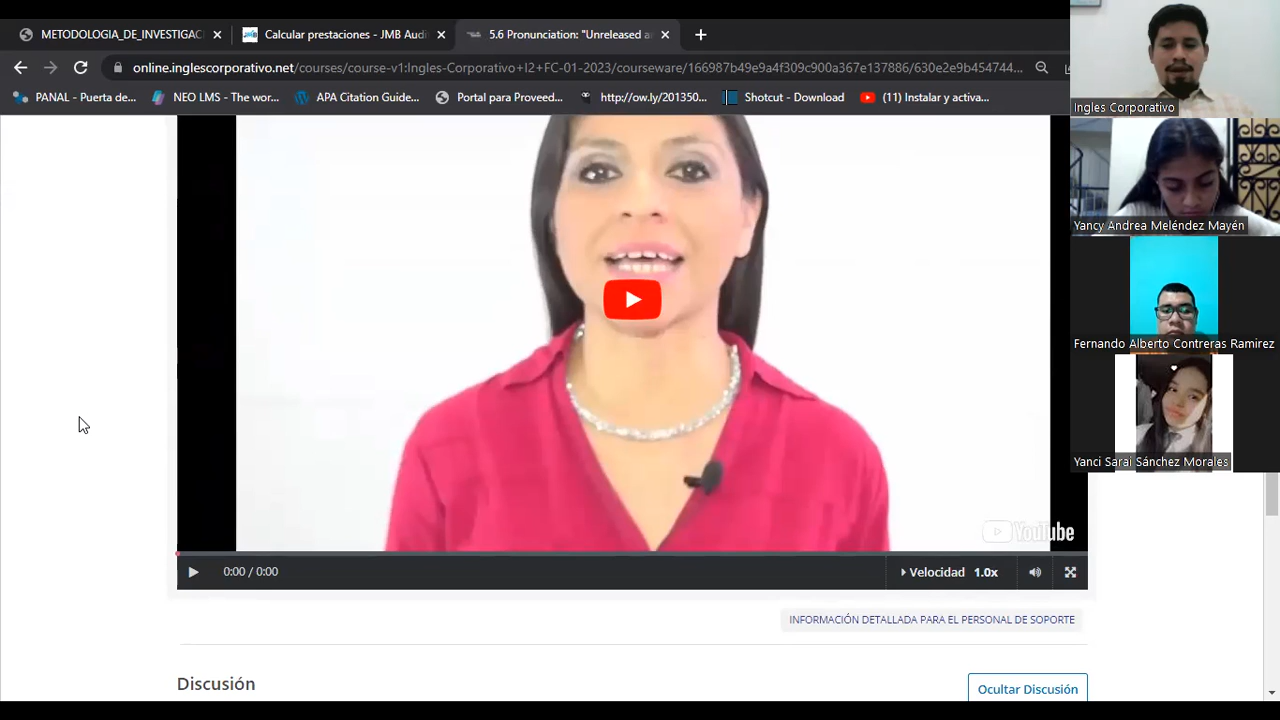 METODOLOGIA_DE_INVESTIGAC
Calcular prestaciones - JMB Audi
5.6 Pronunciation: "Unreleased a
online.inglescorporativo.net/courses/course-v1:Ingles-Corporativo+I2+FC-01-2023/courseware/166987b49e9a4f309c900a367e137886/630e2e9b454744...
PANAL - Puerta de...
NEO LMS - The wor...
APA Citation Guide...
Portal para Proveed...
http://ow.ly/201350...
Shotcut - Download
(11) Instalar y activa...
Ingles Corporativo
Yancy Andrea Meléndez Mayén
Fernando Alberto Contreras Ramirez
Yanci Sarai Sánchez Morales
YouTube
0:00 / 0:00
Velocidad 1.0x
INFORMACIÓN DETALLADA PARA EL PERSONAL DE SOPORTE
Discusión
Ocultar Discusión